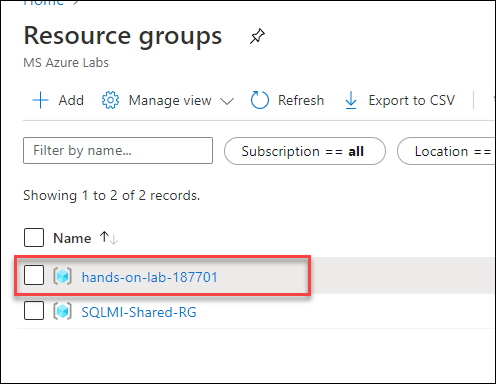 Home
Resource groups
MS Azure Labs
+ Add Manage view Refresh Export to CSV
Filter by name... Subscription == all Location ==
Showing 1 to 2 of 2 records.
Name ↑↓
hands-on-lab-187701
SQLMI-Shared-RG